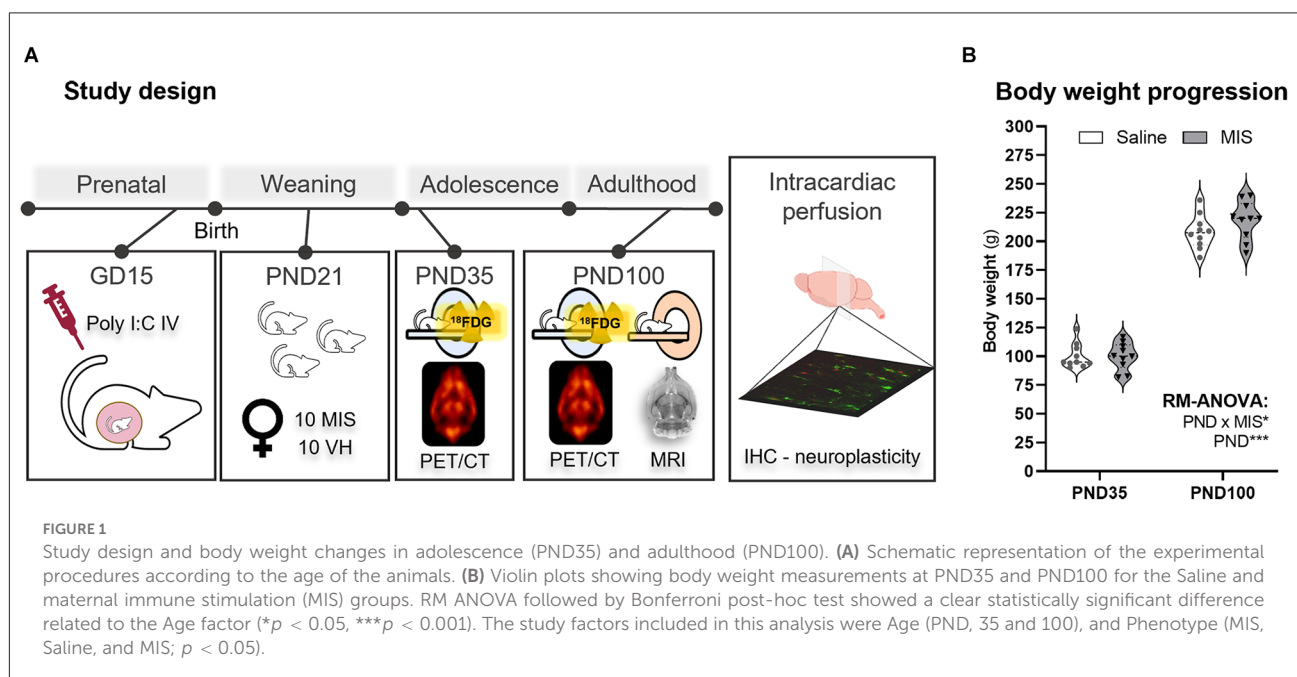 A
Study design
Prenatal
Weaning
Adolescence
Adulthood
Birth
GD15
Poly I:C IV
PND21
10 MIS
10 VH
PND35
18FDG
PET/CT
PND100
18FDG
PET/CT
MRI
Intracardiac
perfusion
IHC - neuroplasticity
B
Body weight progression
Saline
MIS
Body weight (g)
300
275
250
225
200
175
150
125
100
75
50
25
0
RM-ANOVA:
PND x MIS*
PND***
PND35
PND100
FIGURE 1
Study design and body weight changes in adolescence (PND35) and adulthood (PND100). (A) Schematic representation of the experimental
procedures according to the age of the animals. (B) Violin plots showing body weight measurements at PND35 and PND100 for the Saline and
maternal immune stimulation (MIS) groups. RM ANOVA followed by Bonferroni post-hoc test showed a clear statistically significant difference
related to the Age factor (*p < 0.05, ***p < 0.001). The study factors included in this analysis were Age (PND, 35 and 100), and Phenotype (MIS,
Saline, and MIS; p < 0.05).